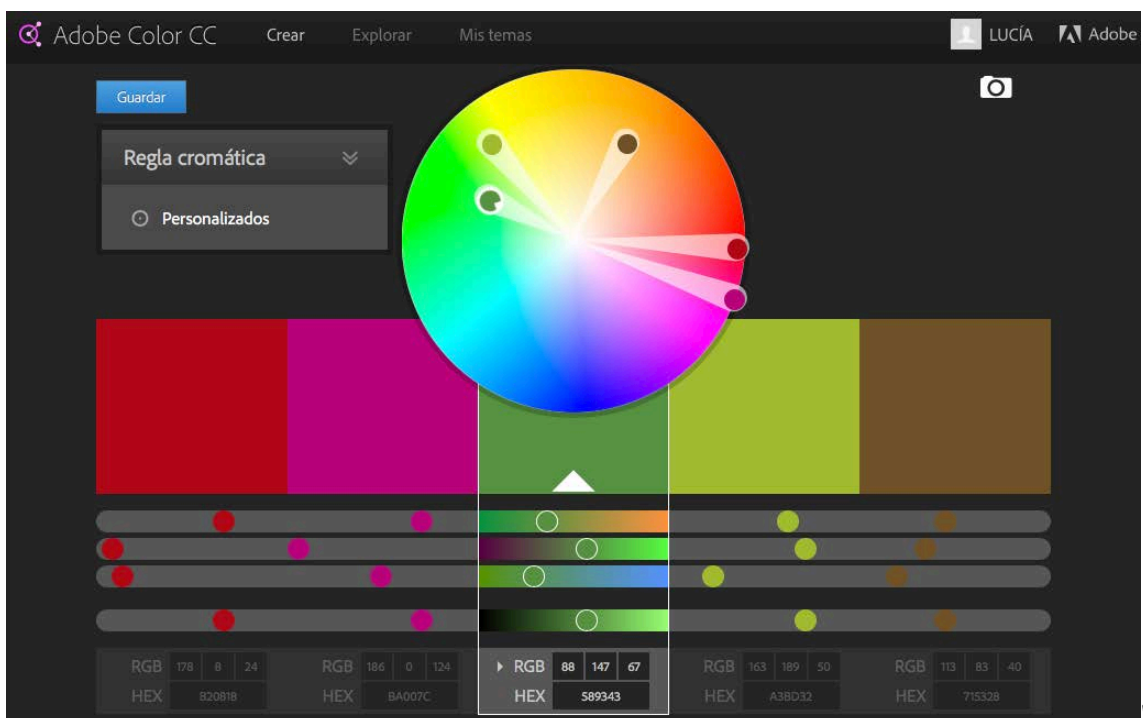 Adobe Color CC Crear Explorar Mis temas LUCÍA Adobe
Guardar
Regla cromática
Personalizados
RGB 178 8 24 RGB 186 0 124 RGB 88 147 67 RGB 163 189 50 RGB 113 83 40
HEX B20818 HEX BA007C HEX 589343 HEX A3BD32 HEX 715328